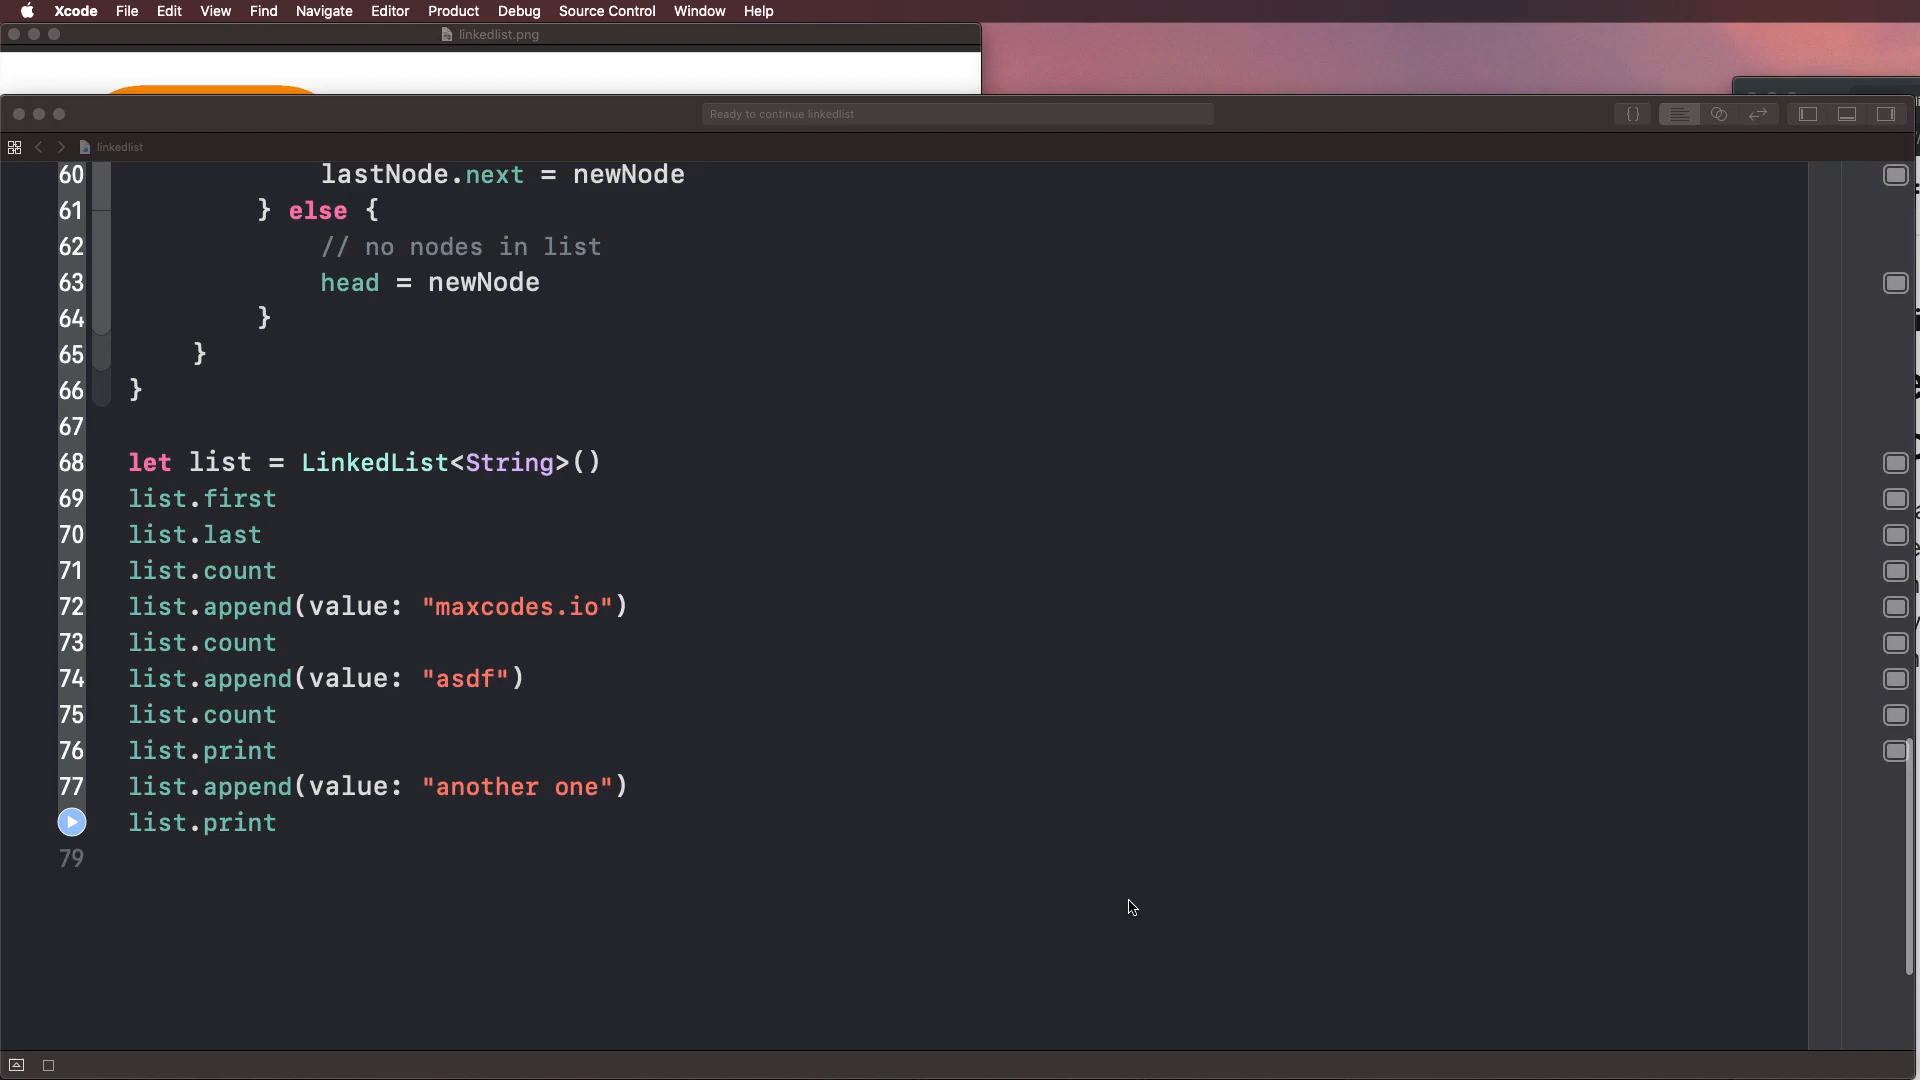 Xcode File Edit View Find Navigate Editor Product Debug Source Control Window Help
linkedlist.png
Ready to continue linkedlist
{ }
linkedlist
60 lastNode.next = newNode
61 } else {
62 // no nodes in list
63 head = newNode
64 }
65 }
66 }
67
68 let list = LinkedList<String>()
69 list.first
70 list.last
71 list.count
72 list.append(value: "maxcodes.io")
73 list.count
74 list.append(value: "asdf")
75 list.count
76 list.print
77 list.append(value: "another one")
list.print
79